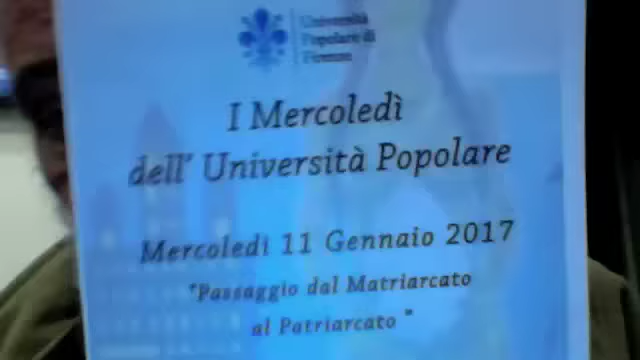 Università
Popolare di
Firenze
I Mercoledì
dell' Università Popolare
Mercoledì 11 Gennaio 2017
"Passaggio dal Matriarcato
al Patriarcato"